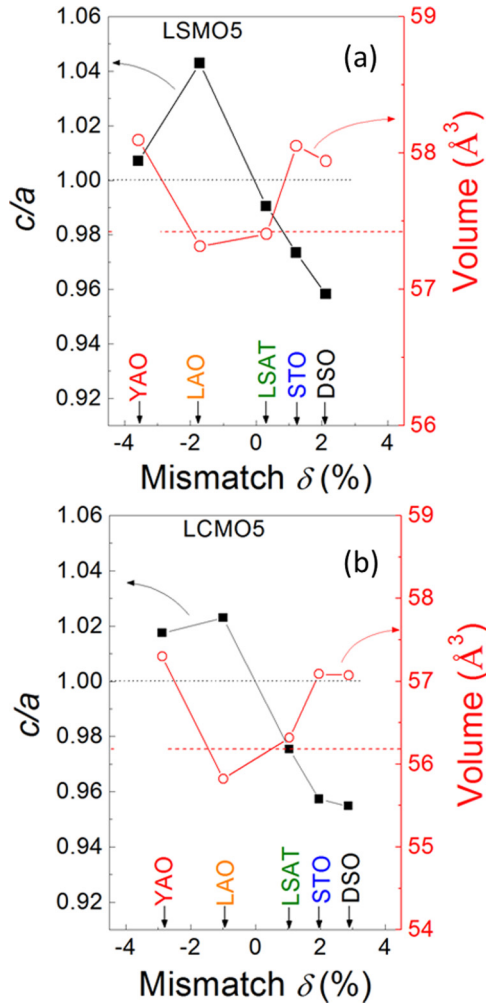 LSMO5
(a)
1.06
1.04
1.02
1.00
0.98
0.96
0.94
0.92
c/a
59
58
57
56
Volume (Å³)
YAO
LAO
LSAT
STO
DSO
-4 -2 0 2 4
Mismatch δ (%)
LCMO5
(b)
1.06
1.04
1.02
1.00
0.98
0.96
0.94
0.92
c/a
59
58
57
56
55
54
Volume (Å³)
YAO
LAO
LSAT
STO
DSO
-4 -2 0 2 4
Mismatch δ (%)